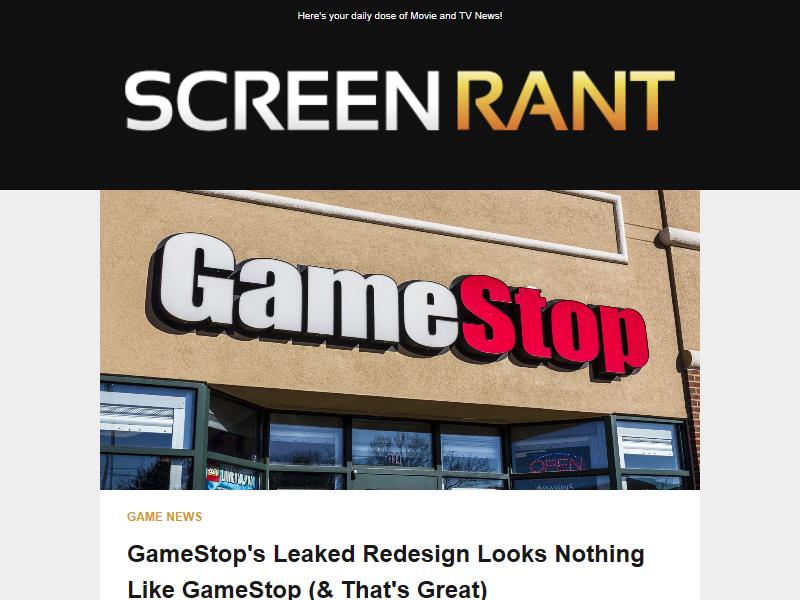 Here's your daily dose of Movie and TV News!
SCREEN RANT
GameStop
OPEN
ASSASSIN'S
GAME NEWS
GameStop's Leaked Redesign Looks Nothing
Like GameStop (& That's Great)